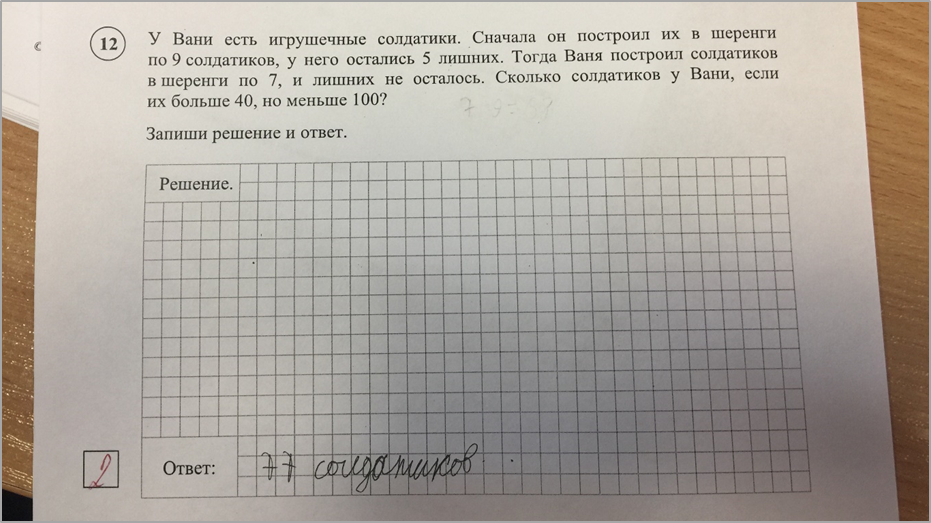 12
У Вани есть игрушечные солдатики. Сначала он построил их в шеренги
по 9 солдатиков, у него остались 5 лишних. Тогда Ваня построил солдатиков
в шеренги по 7, и лишних не осталось. Сколько солдатиков у Вани, если
их больше 40, но меньше 100?
Запиши решение и ответ.
Решение.
2
Ответ:
77 солдатиков